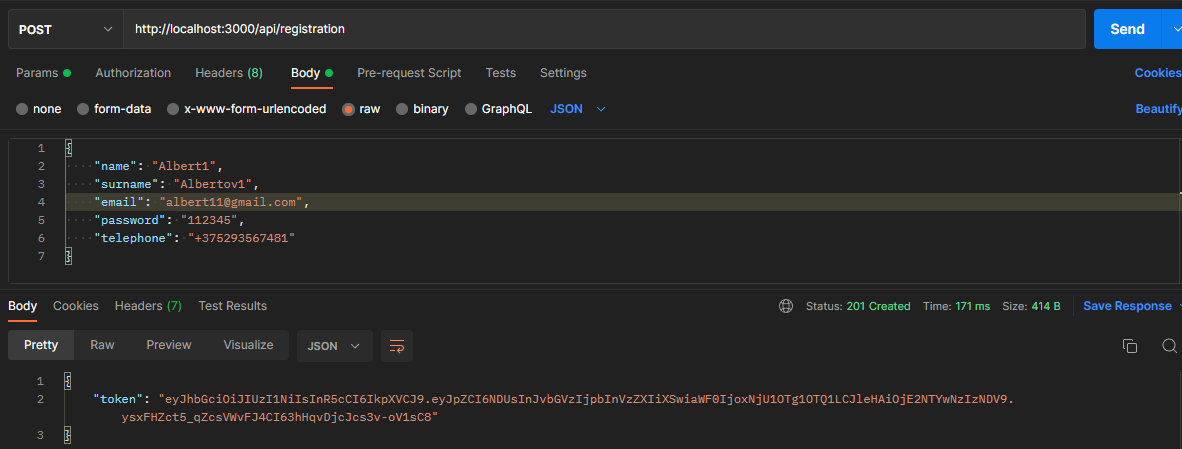 POST http://localhost:3000/api/registration Send
Params Authorization Headers (8) Body Pre-request Script Tests Settings Cookies
none form-data x-www-form-urlencoded raw binary GraphQL JSON Beautify
1 {
2 "name": "Albert1",
3 "surname": "Albertov1",
4 "email": "albert11@gmail.com",
5 "password": "112345",
6 "telephone": "+375293567481"
7 }
Body Cookies Headers (7) Test Results Status: 201 Created Time: 171 ms Size: 414 B Save Response
Pretty Raw Preview Visualize JSON
1 {
2 "token": "eyJhbGciOiJIUzI1NiIsInR5cCI6IkpXVCJ9.eyJpZCI6NDUsInJvbGVzIjpbInVzZXIiXSwiaWF0IjoxNjU1OTg1OTQ1LCJleHAiOjE2NTYwNzIzNDV9.
ysxFHZct5_qZcsVWvFJ4CI63hHqvDjcJcs3v-oV1sC8"
3 }